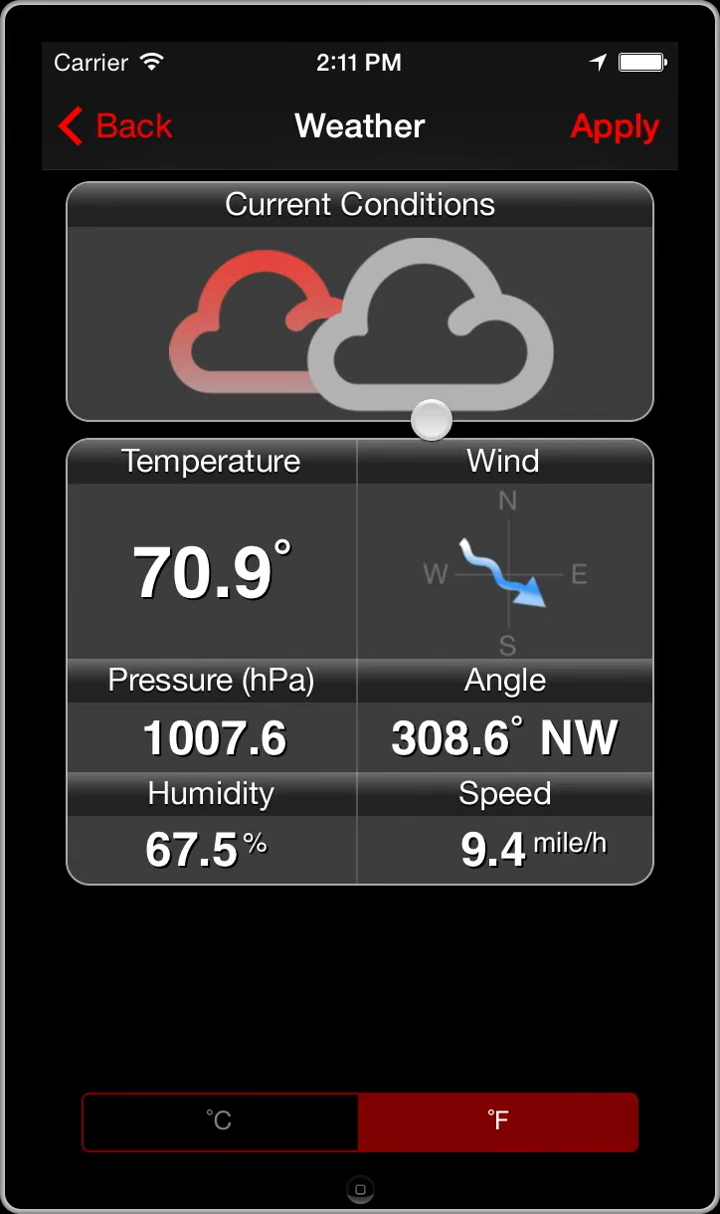 Carrier 2:11 PM
Back Weather Apply
Current Conditions
Temperature Wind
N
70.9° W E
S
Pressure (hPa) Angle
1007.6 308.6° NW
Humidity Speed
67.5% 9.4 mile/h
°C °F